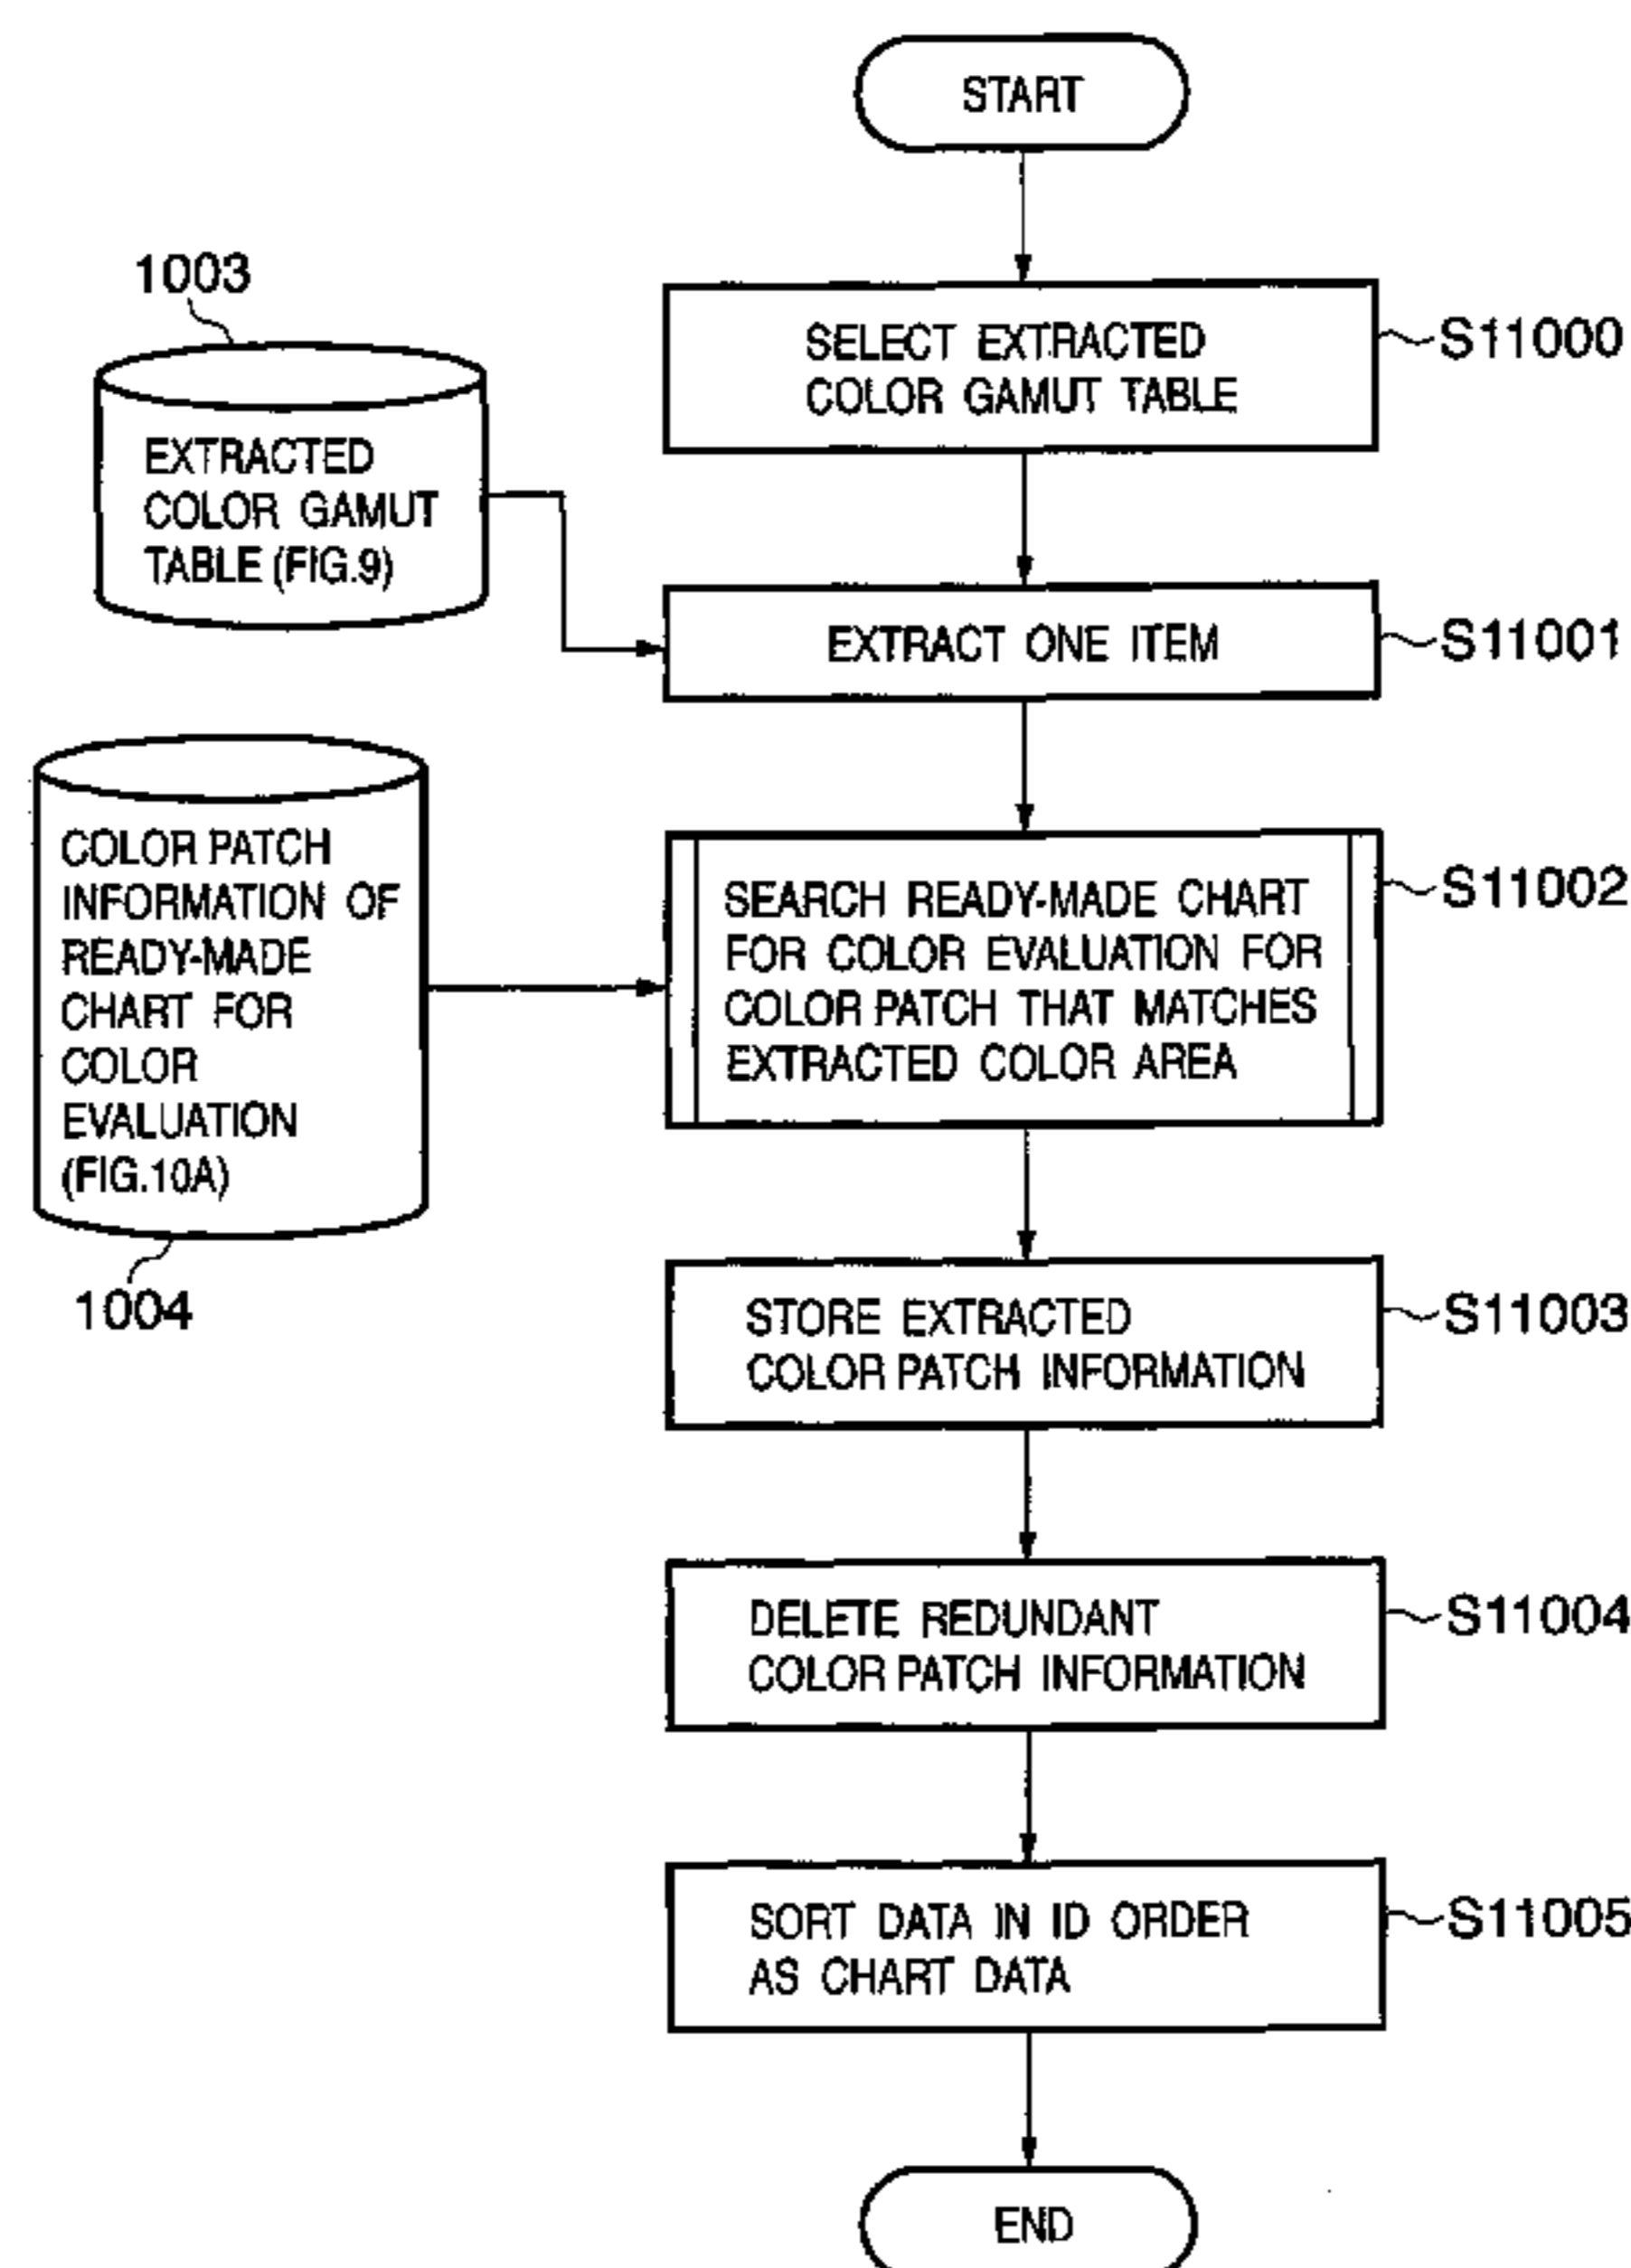 START
SELECT EXTRACTED
COLOR GAMUT TABLE
S11000
1003
EXTRACTED
COLOR GAMUT
TABLE (FIG.9)
EXTRACT ONE ITEM
S11001
COLOR PATCH
INFORMATION OF
READY-MADE
CHART FOR
COLOR
EVALUATION
(FIG.10A)
1004
SEARCH READY-MADE CHART
FOR COLOR EVALUATION FOR
COLOR PATCH THAT MATCHES
EXTRACTED COLOR AREA
S11002
STORE EXTRACTED
COLOR PATCH INFORMATION
S11003
DELETE REDUNDANT
COLOR PATCH INFORMATION
S11004
SORT DATA IN ID ORDER
AS CHART DATA
S11005
END